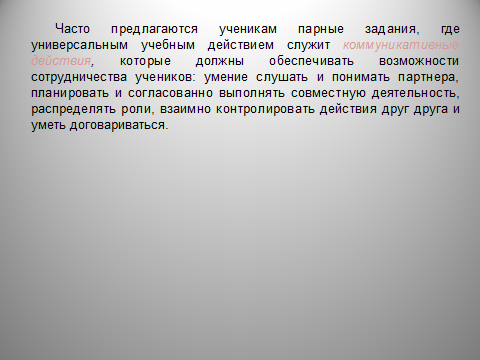 Часто предлагаются ученикам парные задания, где
универсальным учебным действием служит коммуникативные
действия, которые должны обеспечивать возможности
сотрудничества учеников: умение слушать и понимать партнера,
планировать и согласованно выполнять совместную деятельность,
распределять роли, взаимно контролировать действия друг друга и
уметь договариваться.